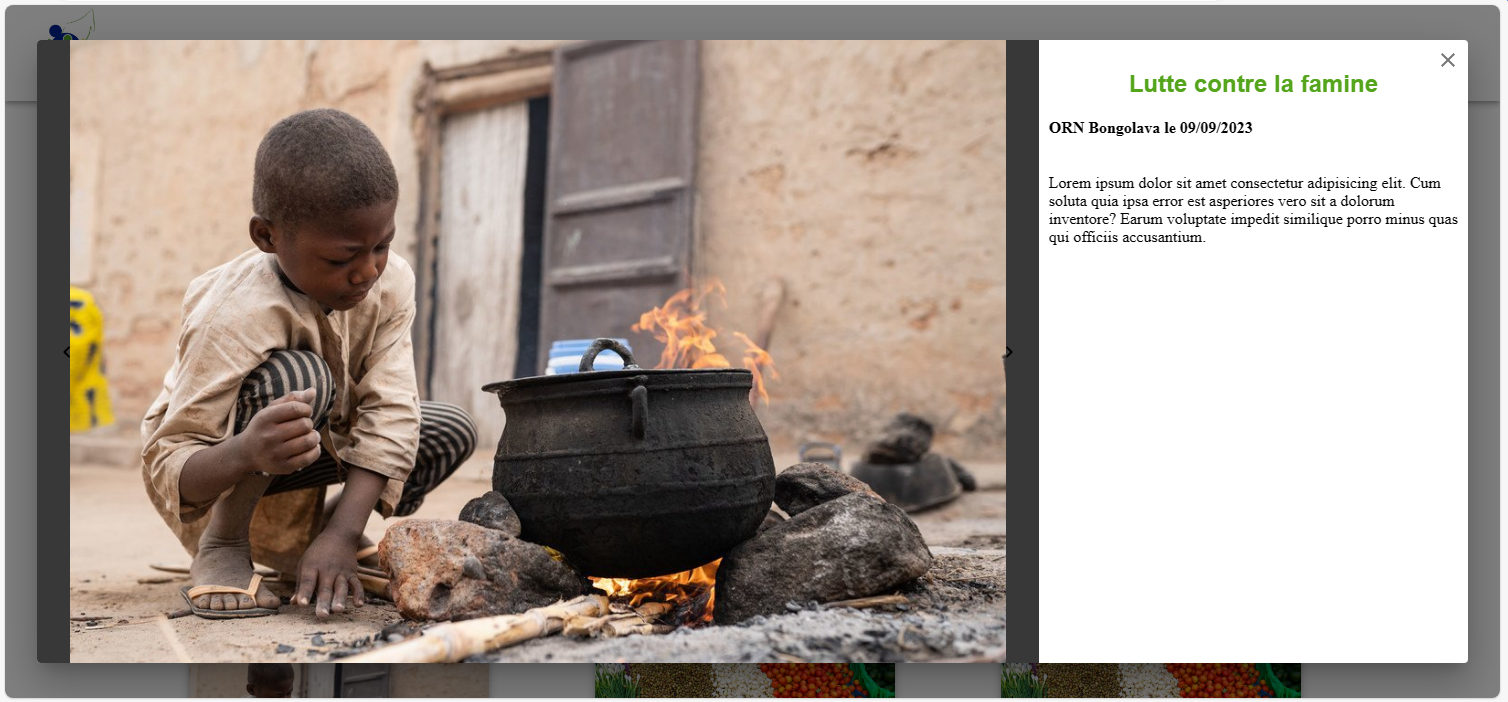 Lutte contre la famine
ORN Bongolava le 09/09/2023
Lorem ipsum dolor sit amet consectetur adipisicing elit. Cum
soluta quia ipsa error est asperiores vero sit a dolorum
inventore? Earum voluptate impedit similique porro minus quas
qui officiis accusantium.